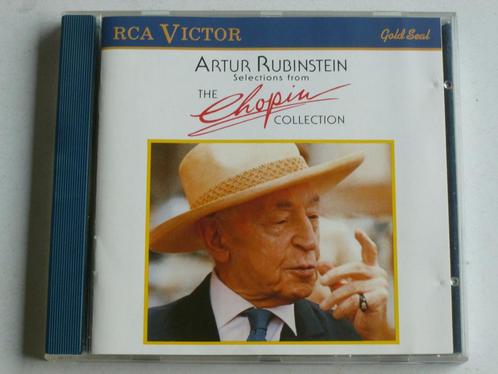 RCA VICTOR Gold Seal
ARTUR RUBINSTEIN
Selections from
THE Chopin COLLECTION